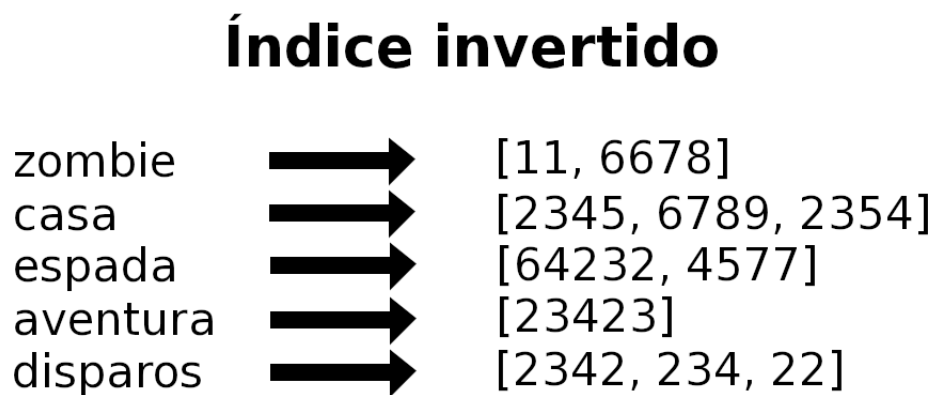 Índice invertido
zombie [11, 6678]
casa [2345, 6789, 2354]
espada [64232, 4577]
aventura [23423]
disparos [2342, 234, 22]